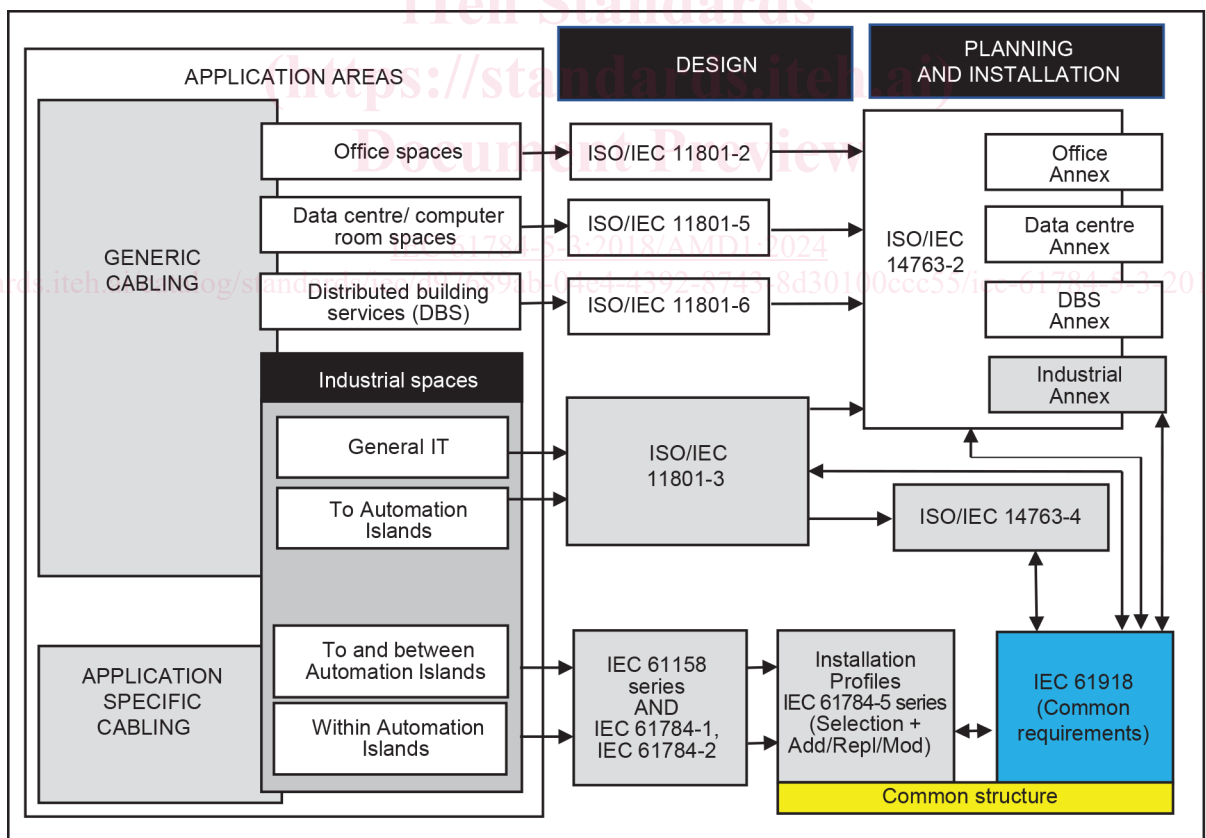 iTeh Standards
(https://standards.iteh.ai)
Document Preview
IEC 61784-5-3:2018/AMD1:2024
APPLICATION AREAS
DESIGN
PLANNING
AND INSTALLATION
GENERIC
CABLING
Office spaces
ISO/IEC 11801-2
Data centre/ computer
room spaces
ISO/IEC 11801-5
Distributed building
services (DBS)
ISO/IEC 11801-6
ISO/IEC
14763-2
Office
Annex
Data centre
Annex
DBS
Annex
Industrial
Annex
Industrial spaces
General IT
To Automation
Islands
ISO/IEC
11801-3
ISO/IEC 14763-4
APPLICATION
SPECIFIC
CABLING
To and between
Automation Islands
Within Automation
Islands
IEC 61158
series
AND
IEC 61784-1,
IEC 61784-2
Installation
Profiles
IEC 61784-5 series
(Selection +
Add/Repl/Mod)
IEC 61918
(Common
requirements)
Common structure